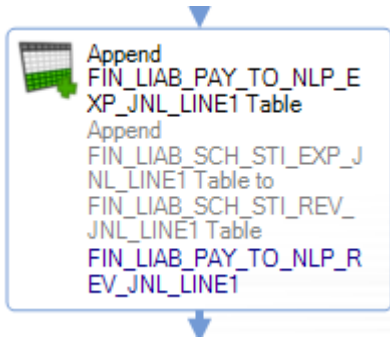 Append
FIN_LIAB_PAY_TO_NLP_E
XP_JNL_LINE1 Table
Append
FIN_LIAB_SCH_STI_EXP_J
NL_LINE1 Table to
FIN_LIAB_SCH_STI_REV_
JNL_LINE1 Table
FIN_LIAB_PAY_TO_NLP_R
EV_JNL_LINE1